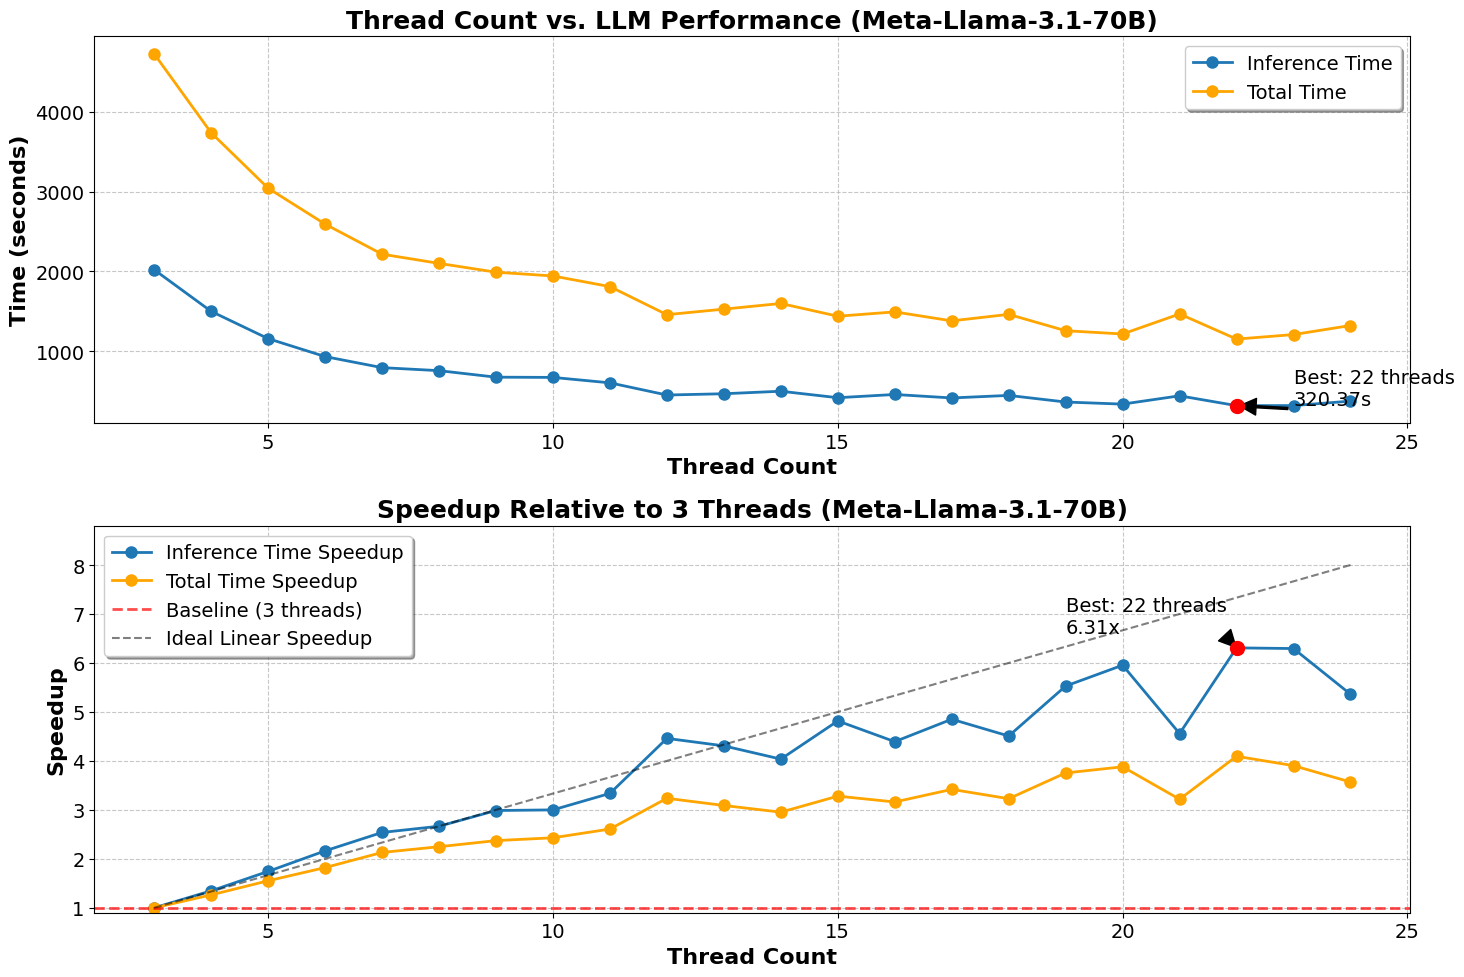 Thread Count vs. LLM Performance (Meta-Llama-3.1-70B)
Time (seconds)
4000
3000
2000
1000
Inference Time
Total Time
Best: 22 threads
320.37s
5
10
15
20
25
Thread Count
Speedup Relative to 3 Threads (Meta-Llama-3.1-70B)
Speedup
8
7
6
5
4
3
2
1
Inference Time Speedup
Total Time Speedup
Baseline (3 threads)
Ideal Linear Speedup
Best: 22 threads
6.31x
5
10
15
20
25
Thread Count